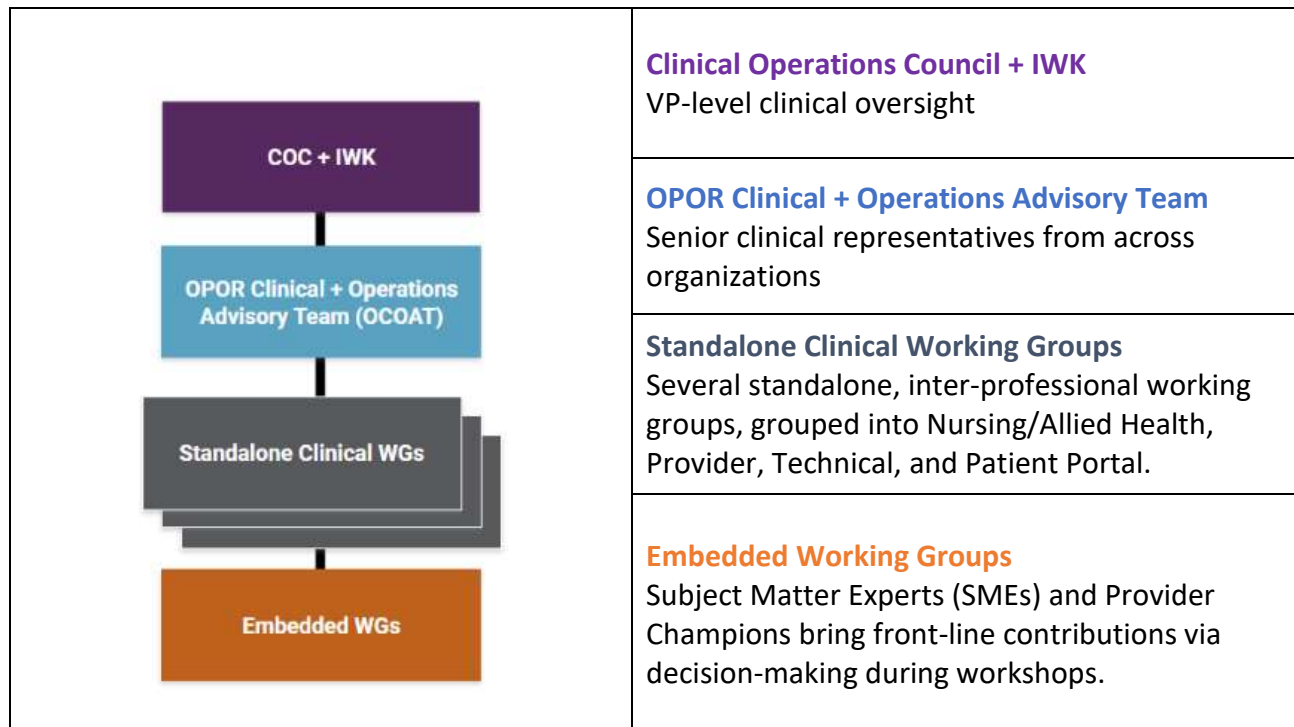 COC + IWK
OPOR Clinical + Operations
Advisory Team (OCOAT)
Standalone Clinical WGs
Embedded WGs
Clinical Operations Council + IWK
VP-level clinical oversight
OPOR Clinical + Operations Advisory Team
Senior clinical representatives from across
organizations
Standalone Clinical Working Groups
Several standalone, inter-professional working
groups, grouped into Nursing/Allied Health,
Provider, Technical, and Patient Portal.
Embedded Working Groups
Subject Matter Experts (SMEs) and Provider
Champions bring front-line contributions via
decision-making during workshops.